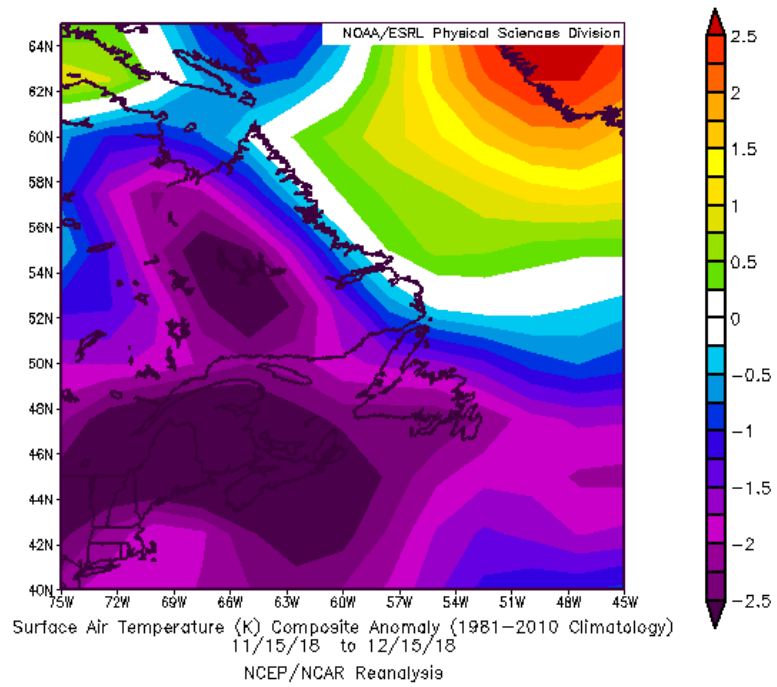 NOAA/ESRL Physical Sciences Division
64N
62N
60N
58N
56N
54N
52N
50N
48N
46N
44N
42N
40N
75W 72W 69W 66W 63W 60W 57W 54W 51W 48W 45W
2.5
2
1.5
1
0.5
0
−0.5
−1
−1.5
−2
−2.5
Surface Air Temperature (K) Composite Anomaly (1981−2010 Climatology)
11/15/18 to 12/15/18
NCEP/NCAR Reanalysis